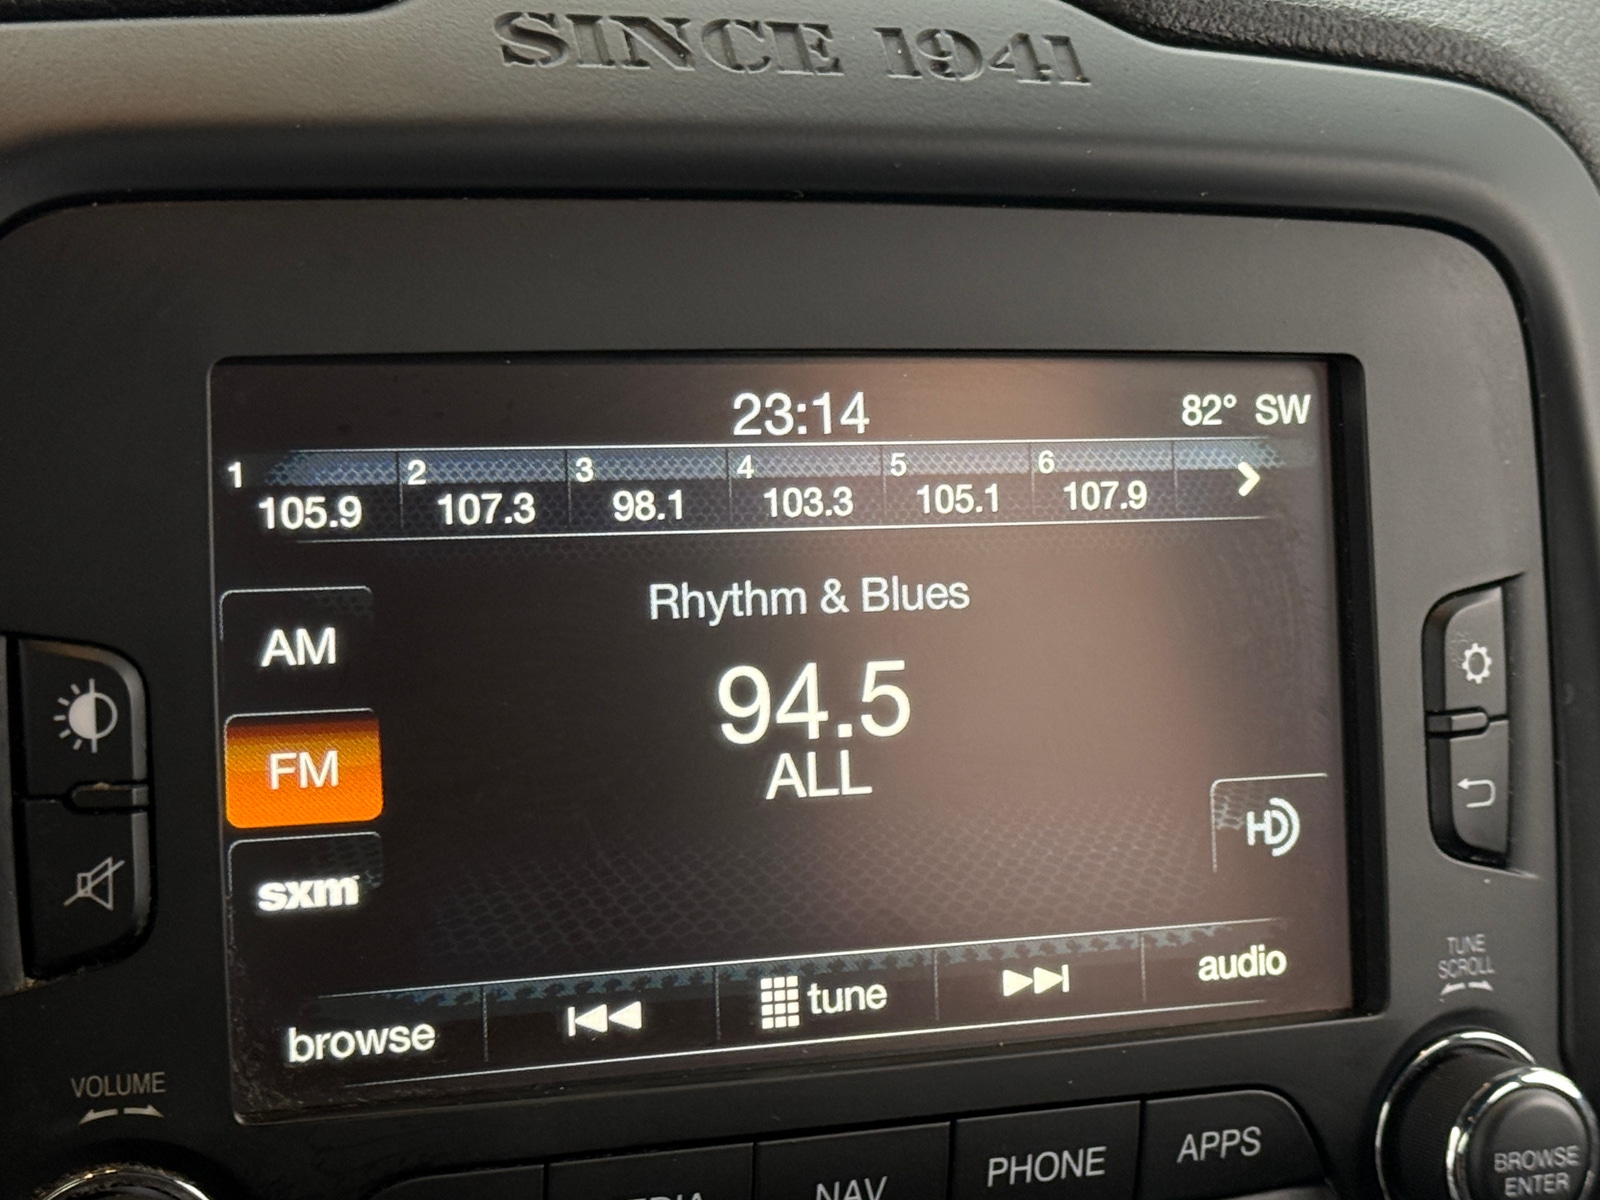 SINCE 1941
23:14
82° SW
1 2 3 4 5 6
105.9 107.3 98.1 103.3 105.1 107.9
Rhythm & Blues
AM
94.5
FM
ALL
HD
sxm
browse
tune
audio
TUNE
SCROLL
VOLUME
NAV
PHONE
APPS
BROWSE
ENTER